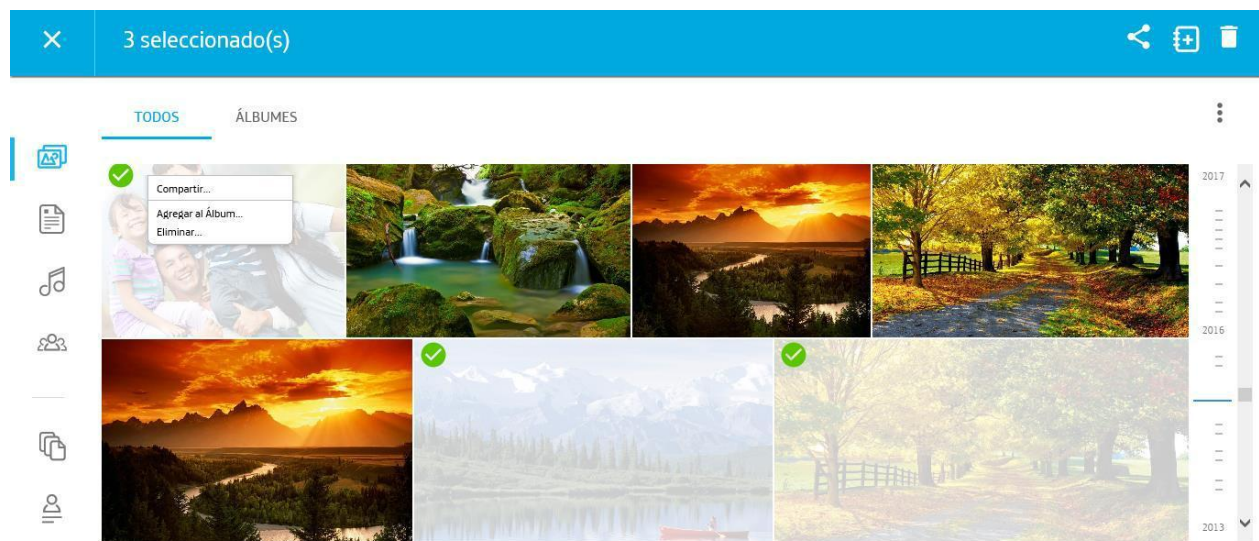 3 seleccionado(s)
TODOS
ÁLBUMES
Compartir...
Agregar al Álbum...
Eliminar...
2017
2016
2013